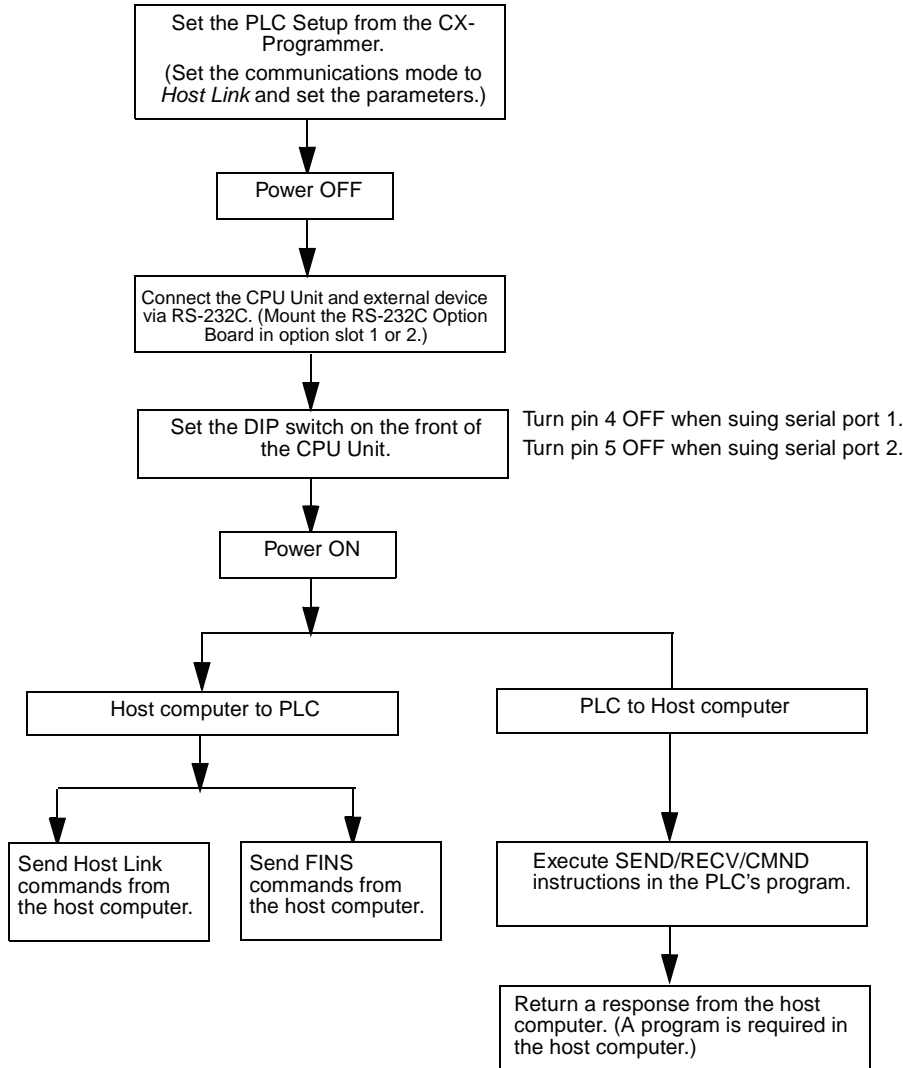 Set the PLC Setup from the CX-
Programmer.
(Set the communications mode to
Host Link and set the parameters.)
Power OFF
Connect the CPU Unit and external device
via RS-232C. (Mount the RS-232C Option
Board in option slot 1 or 2.)
Set the DIP switch on the front of
the CPU Unit.
Turn pin 4 OFF when suing serial port 1.
Turn pin 5 OFF when suing serial port 2.
Power ON
Host computer to PLC
PLC to Host computer
Send Host Link
commands from
the host computer.
Send FINS
commands from
the host computer.
Execute SEND/RECV/CMND
instructions in the PLC's program.
Return a response from the host
computer. (A program is required in
the host computer.)